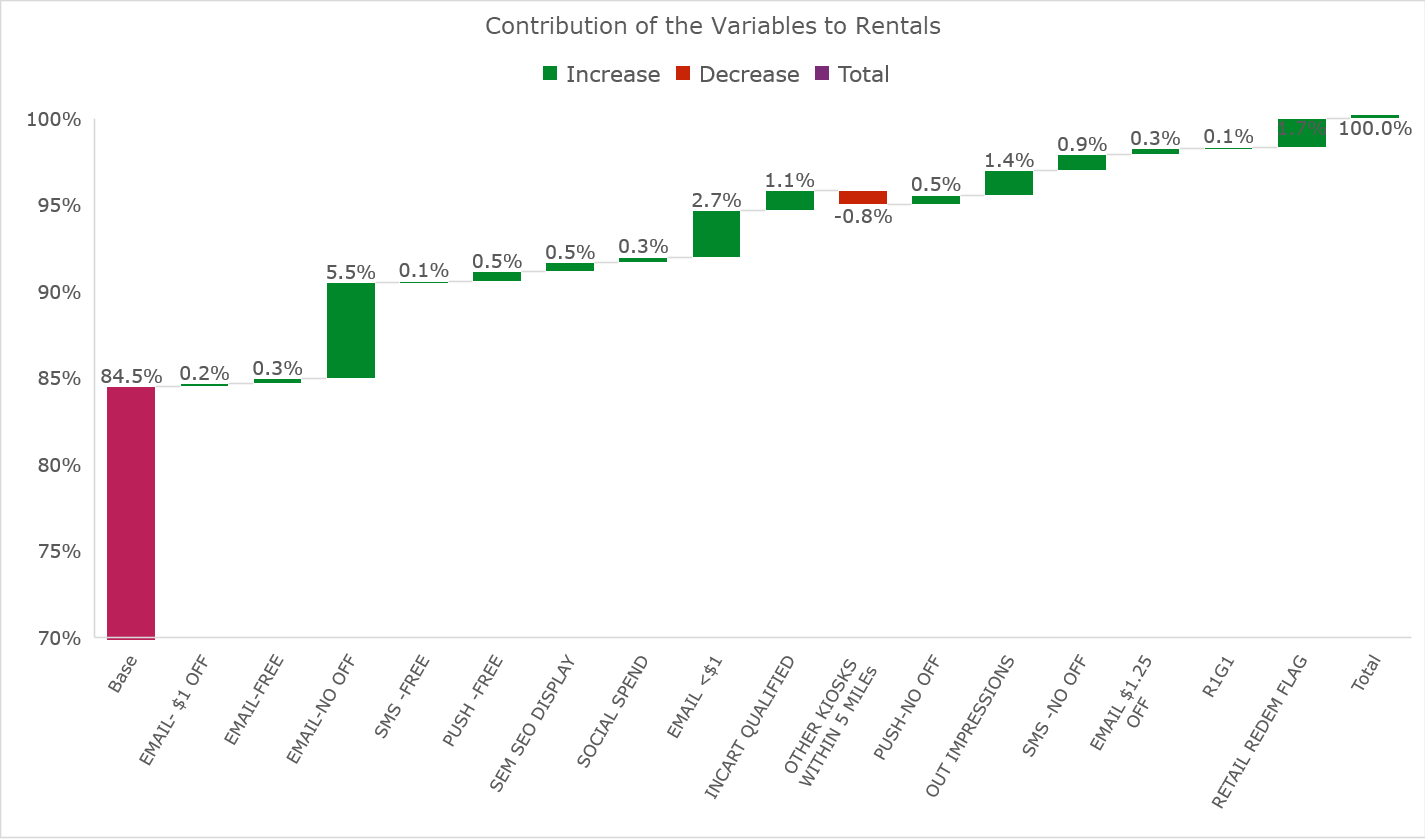 Contribution of the Variables to Rentals
Increase Decrease Total
100%
95%
90%
85%
80%
75%
70%
84.5%
0.2%
0.3%
5.5%
0.1%
0.5%
0.5%
0.3%
2.7%
1.1%
-0.8%
0.5%
1.4%
0.9%
0.3%
0.1%
1.7%
100.0%
Base
EMAIL- $1 OFF
EMAIL-FREE
EMAIL-NO OFF
SMS -FREE
PUSH -FREE
SEM SEO DISPLAY
SOCIAL SPEND
EMAIL <$1
INCART QUALIFIED
OTHER KIOSKS
WITHIN 5 MILEs
PUSH-NO OFF
OUT IMPRESSIONS
SMS -NO OFF
EMAIL $1.25
OFF
R1G1
RETAIL REDEM FLAG
Total